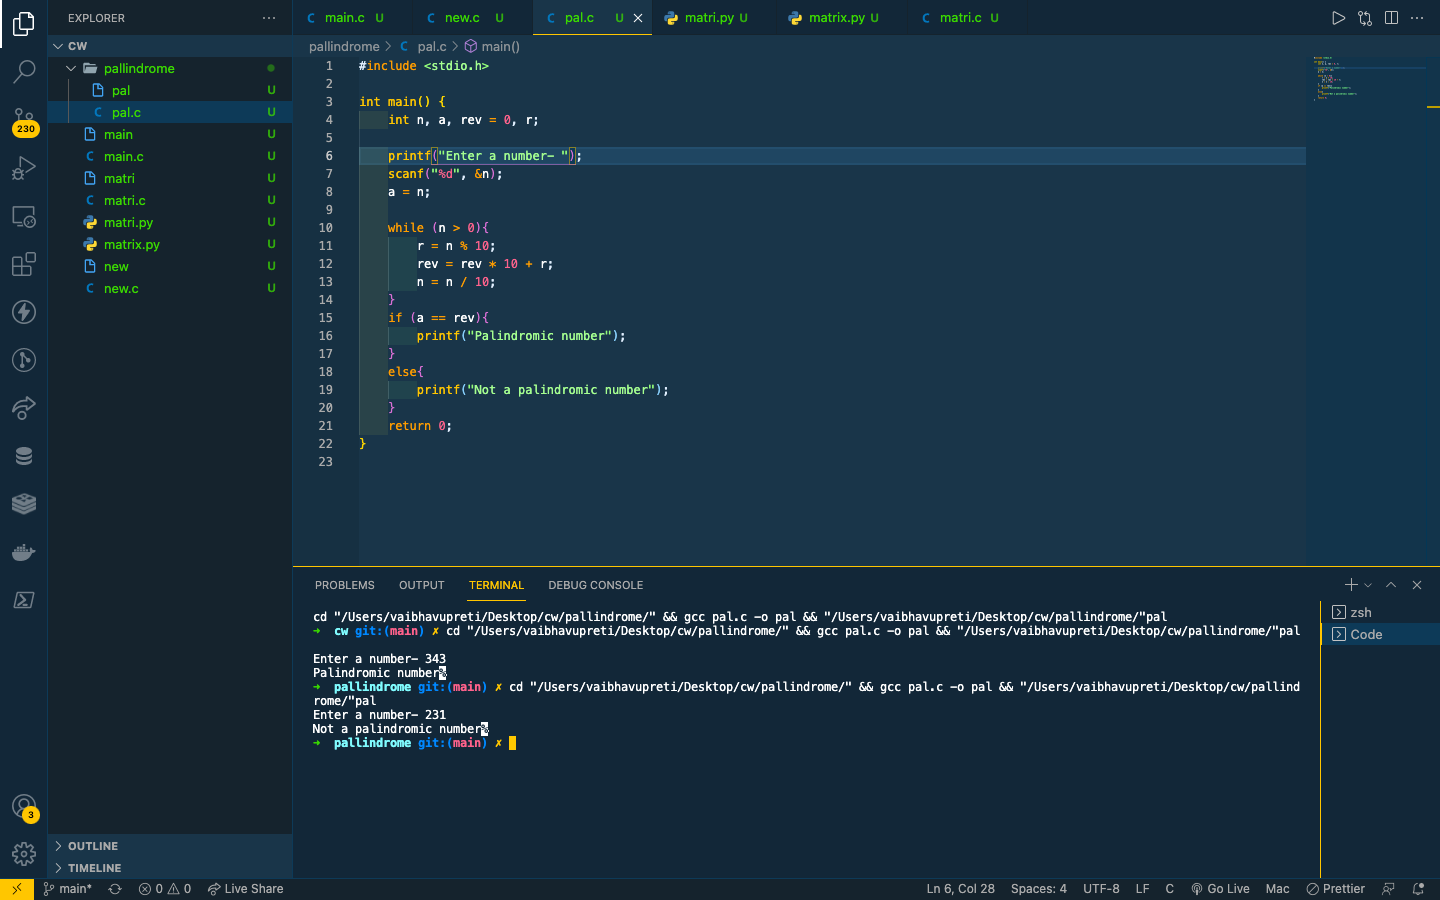 EXPLORER
CW
pallindrome
pal U
pal.c U
main U
main.c U
matri U
matri.c U
matri.py U
matrix.py U
new U
new.c U
230
3
OUTLINE
TIMELINE
main.c U new.c U pal.c U matri.py U matrix.py U matri.c U
pallindrome > pal.c > main()
1 #include <stdio.h>
2
3 int main() {
4     int n, a, rev = 0, r;
5
6     printf("Enter a number- ");
7     scanf("%d", &n);
8     a = n;
9
10     while (n > 0){
11         r = n % 10;
12         rev = rev * 10 + r;
13         n = n / 10;
14     }
15     if (a == rev){
16         printf("Palindromic number");
17     }
18     else{
19         printf("Not a palindromic number");
20     }
21     return 0;
22 }
23
PROBLEMS OUTPUT TERMINAL DEBUG CONSOLE
cd "/Users/vaibhavupreti/Desktop/cw/pallindrome/" && gcc pal.c -o pal && "/Users/vaibhavupreti/Desktop/cw/pallindrome/"pal
→ cw git:(main) ✗ cd "/Users/vaibhavupreti/Desktop/cw/pallindrome/" && gcc pal.c -o pal && "/Users/vaibhavupreti/Desktop/cw/pallindrome/"pal
Enter a number- 343
Palindromic number%
→ pallindrome git:(main) ✗ cd "/Users/vaibhavupreti/Desktop/cw/pallindrome/" && gcc pal.c -o pal && "/Users/vaibhavupreti/Desktop/cw/pallind
rome/"pal
Enter a number- 231
Not a palindromic number%
→ pallindrome git:(main) ✗
zsh
Code
main* 0 0 Live Share Ln 6, Col 28 Spaces: 4 UTF-8 LF C Go Live Mac Prettier